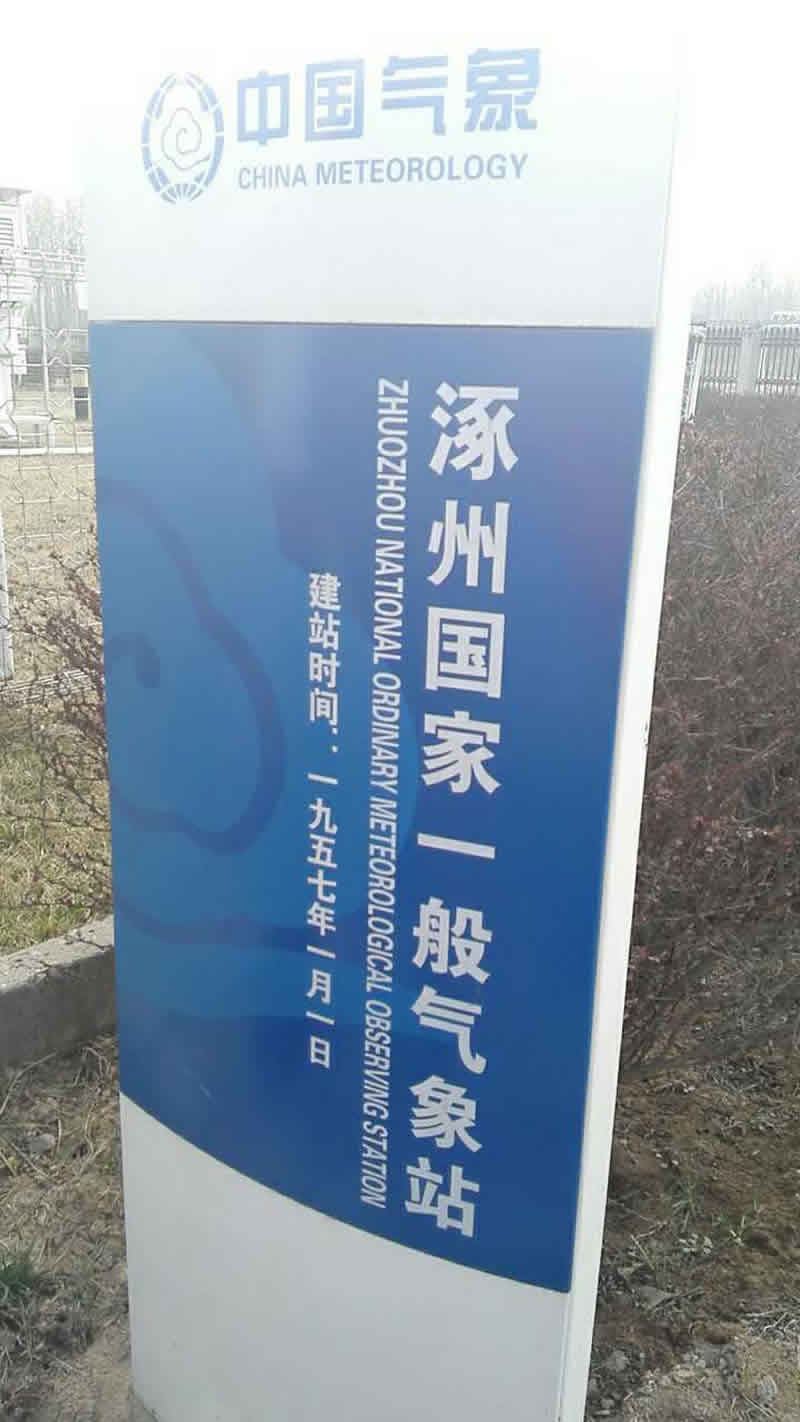 中国气象
CHINA METEOROLOGY
涿州国家一般气象站
ZHUOZHOU NATIONAL ORDINARY METEOROLOGICAL OBSERVING STATION
建站时间：一九五七年一月一日